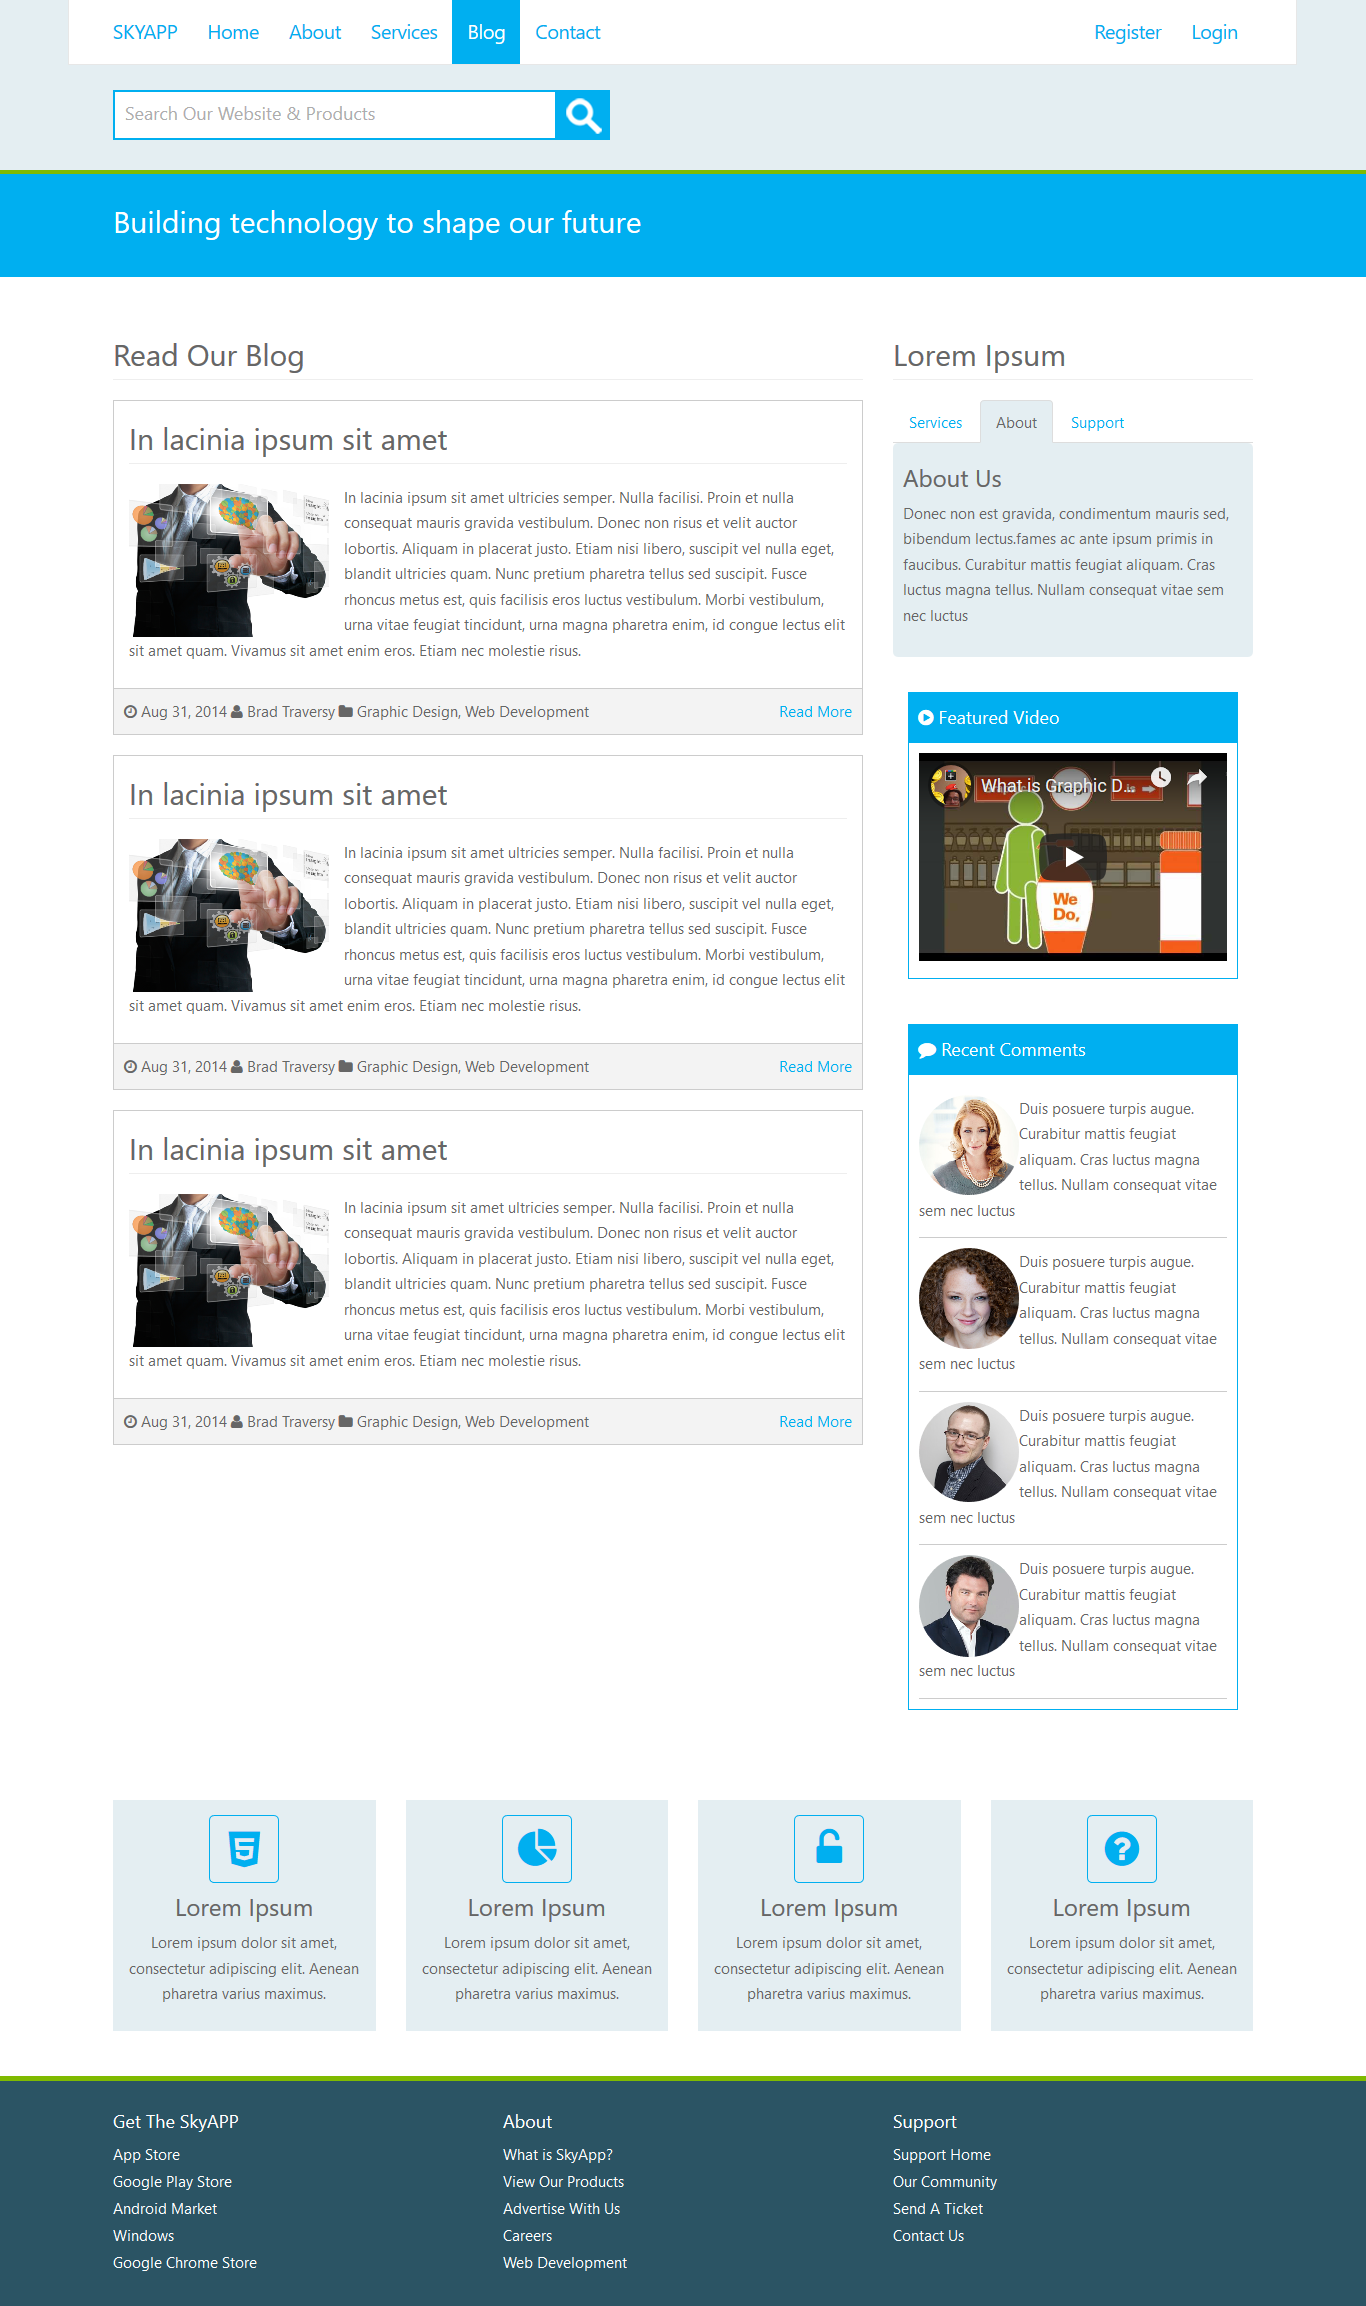 SKYAPP Home About Services Blog Contact Register Login
Search Our Website & Products
Building technology to shape our future
Read Our Blog
In lacinia ipsum sit amet
In lacinia ipsum sit amet ultricies semper. Nulla facilisi. Proin et nulla
consequat mauris gravida vestibulum. Donec non risus et velit auctor
lobortis. Aliquam in placerat justo. Etiam nisi libero, suscipit vel nulla eget,
blandit ultricies quam. Nunc pretium pharetra tellus sed suscipit. Fusce
rhoncus metus est, quis facilisis eros luctus vestibulum. Morbi vestibulum,
urna vitae feugiat tincidunt, urna magna pharetra enim, id congue lectus elit
sit amet quam. Vivamus sit amet enim eros. Etiam nec molestie risus.
Aug 31, 2014 Brad Traversy Graphic Design, Web Development Read More
In lacinia ipsum sit amet
In lacinia ipsum sit amet ultricies semper. Nulla facilisi. Proin et nulla
consequat mauris gravida vestibulum. Donec non risus et velit auctor
lobortis. Aliquam in placerat justo. Etiam nisi libero, suscipit vel nulla eget,
blandit ultricies quam. Nunc pretium pharetra tellus sed suscipit. Fusce
rhoncus metus est, quis facilisis eros luctus vestibulum. Morbi vestibulum,
urna vitae feugiat tincidunt, urna magna pharetra enim, id congue lectus elit
sit amet quam. Vivamus sit amet enim eros. Etiam nec molestie risus.
Aug 31, 2014 Brad Traversy Graphic Design, Web Development Read More
In lacinia ipsum sit amet
In lacinia ipsum sit amet ultricies semper. Nulla facilisi. Proin et nulla
consequat mauris gravida vestibulum. Donec non risus et velit auctor
lobortis. Aliquam in placerat justo. Etiam nisi libero, suscipit vel nulla eget,
blandit ultricies quam. Nunc pretium pharetra tellus sed suscipit. Fusce
rhoncus metus est, quis facilisis eros luctus vestibulum. Morbi vestibulum,
urna vitae feugiat tincidunt, urna magna pharetra enim, id congue lectus elit
sit amet quam. Vivamus sit amet enim eros. Etiam nec molestie risus.
Aug 31, 2014 Brad Traversy Graphic Design, Web Development Read More
Lorem Ipsum
Services About Support
About Us
Donec non est gravida, condimentum mauris sed,
bibendum lectus.fames ac ante ipsum primis in
faucibus. Curabitur mattis feugiat aliquam. Cras
luctus magna tellus. Nullam consequat vitae sem
nec luctus
Featured Video
What is Graphic D...
We
Do,
Recent Comments
Duis posuere turpis augue.
Curabitur mattis feugiat
aliquam. Cras luctus magna
tellus. Nullam consequat vitae
sem nec luctus
Duis posuere turpis augue.
Curabitur mattis feugiat
aliquam. Cras luctus magna
tellus. Nullam consequat vitae
sem nec luctus
Duis posuere turpis augue.
Curabitur mattis feugiat
aliquam. Cras luctus magna
tellus. Nullam consequat vitae
sem nec luctus
Duis posuere turpis augue.
Curabitur mattis feugiat
aliquam. Cras luctus magna
tellus. Nullam consequat vitae
sem nec luctus
Lorem Ipsum
Lorem ipsum dolor sit amet,
consectetur adipiscing elit. Aenean
pharetra varius maximus.
Lorem Ipsum
Lorem ipsum dolor sit amet,
consectetur adipiscing elit. Aenean
pharetra varius maximus.
Lorem Ipsum
Lorem ipsum dolor sit amet,
consectetur adipiscing elit. Aenean
pharetra varius maximus.
Lorem Ipsum
Lorem ipsum dolor sit amet,
consectetur adipiscing elit. Aenean
pharetra varius maximus.
Get The SkyAPP
App Store
Google Play Store
Android Market
Windows
Google Chrome Store
About
What is SkyApp?
View Our Products
Advertise With Us
Careers
Web Development
Support
Support Home
Our Community
Send A Ticket
Contact Us